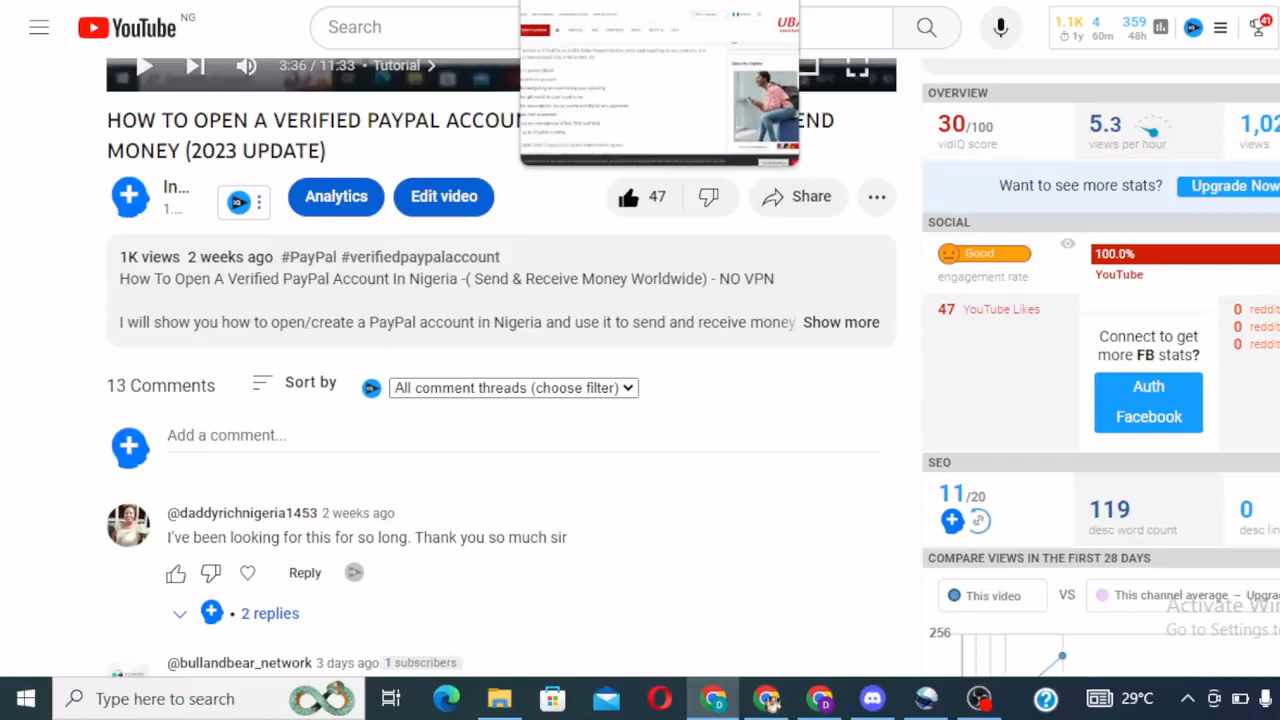 YouTube NG
Search
3:36 / 11:33 • Tutorial
HOW TO OPEN A VERIFIED PAYPAL ACCOU
END
MONEY (2023 UPDATE)
In...
1....
Analytics
Edit video
47
Share
1K views 2 weeks ago #PayPal #verifiedpaypalaccount
How To Open A Verified PayPal Account In Nigeria -( Send & Receive Money Worldwide) - NO VPN
I will show you how to open/create a PayPal account in Nigeria and use it to send and receive money Show more
13 Comments
Sort by
All comment threads (choose filter)
Add a comment...
@daddyrichnigeria1453 2 weeks ago
I've been looking for this for so long. Thank you so much sir
Reply
• 2 replies
@bullandbear_network 3 days ago 1 subscribers
UBA
1y 60m
359
48h
41
OVERVIEW
30/100
vidIQ score
5.3
views per hour
views
Want to see more stats? Upgrade Now
SOCIAL
Good
engagement rate
100.0%
YouTube
47 YouTube Likes
Connect to get
more FB stats?
Auth
Facebook
0 reddit
0 reddit
0 reddit
SEO
11/20
119
desc word count
0
desc lin
COMPARE VIEWS IN THE FIRST 28 DAYS
This video
VS
This channel average – Upgra
256
Activate Win
Go to Settings t
Type here to search
29°C